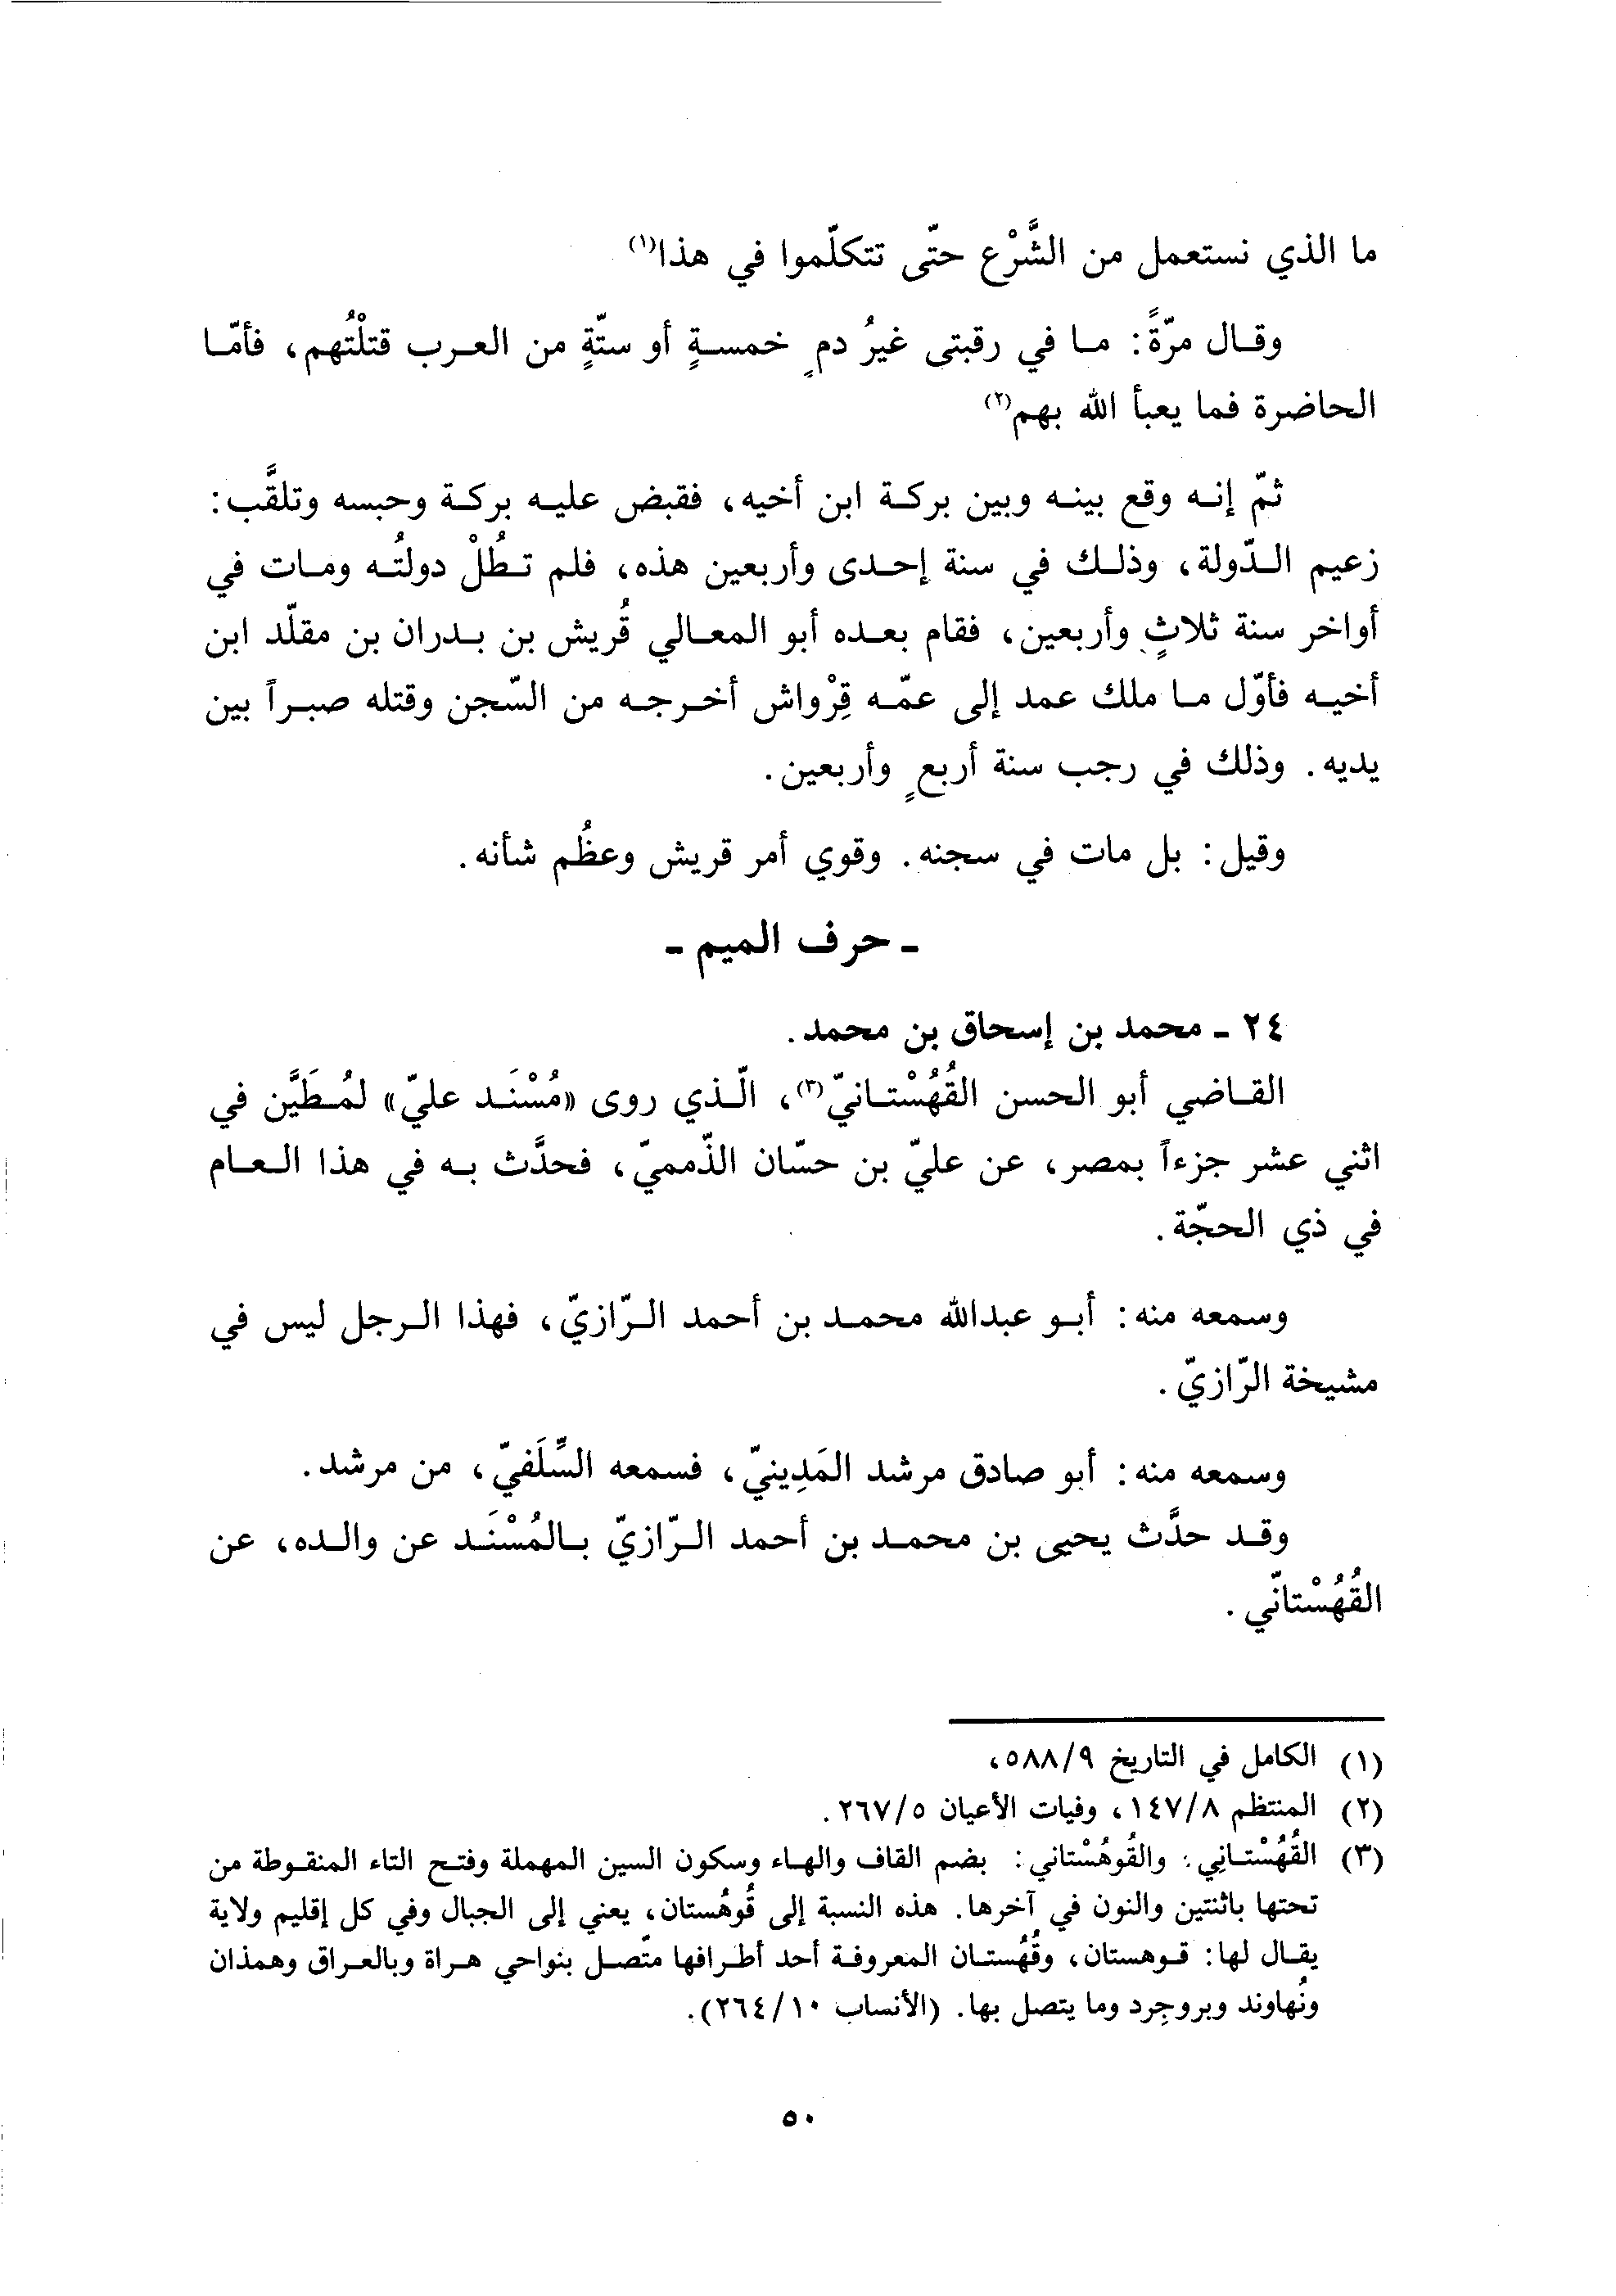 ما الذي نستعمل من الشَّرْع حتّى تتكلّموا في هذا(١)
وقال مرّةً: ما في رقبتي غيرُ دمٍ خمسةٍ أو ستّةٍ من العرب قتلْتُهم، فأمّا
الحاضرة فما يعبأ الله بهم(٢)
ثمّ إنه وقع بينه وبين بركة ابن أخيه، فقبض عليه بركة وحبسه وتلقَّب:
زعيم الدّولة، وذلك في سنة إحدى وأربعين هذه، فلم تطُلْ دولتُه ومات في
أواخر سنة ثلاثٍ وأربعين، فقام بعده أبو المعالي قُريش بن بدران بن مقلّد ابن
أخيه فأوّل ما ملك عمد إلى عمّه قِرْواش أخرجه من السّجن وقتله صبراً بين
يديه. وذلك في رجب سنة أربعٍ وأربعين.
وقيل: بل مات في سجنه. وقوي أمر قريش وعظُم شأنه.
ـ حرف الميم ـ
٢٤ ـ محمد بن إسحاق بن محمد.
القاضي أبو الحسن القُهُسْتانيّ(٣)، الّذي روى «مُسْنَد عليّ» لمُطَيَّن في
اثني عشر جزءاً بمصر، عن عليّ بن حسّان الذّمميّ، فحدَّث به في هذا العام
في ذي الحجّة.
وسمعه منه: أبو عبدالله محمد بن أحمد الرّازيّ، فهذا الرجل ليس في
مشيخة الرّازيّ.
وسمعه منه: أبو صادق مرشد المَدِينيّ، فسمعه السِّلَفيّ، من مرشد.
وقد حدَّث يحيى بن محمد بن أحمد الرّازيّ بالمُسْنَد عن والده، عن
القُهُسْتانّي.
(١) الكامل في التاريخ ٥٨٨/٩،
(٢) المنتظم ١٤٧/٨، وفيات الأعيان ٢٦٧/٥.
(٣) القُهُسْتانِي: والقُوهُسْتاني: بضم القاف والهاء وسكون السين المهملة وفتح التاء المنقوطة من
تحتها باثنتين والنون في آخرها. هذه النسبة إلى قُوهُستان، يعني إلى الجبال وفي كل إقليم ولاية
يقال لها: قوهستان، وقُهُستان المعروفة أحد أطرافها متّصل بنواحي هراة وبالعراق وهمذان
ونُهاوند وبروجِرد وما يتصل بها. (الأنساب ٢٦٤/١٠).
٥٠